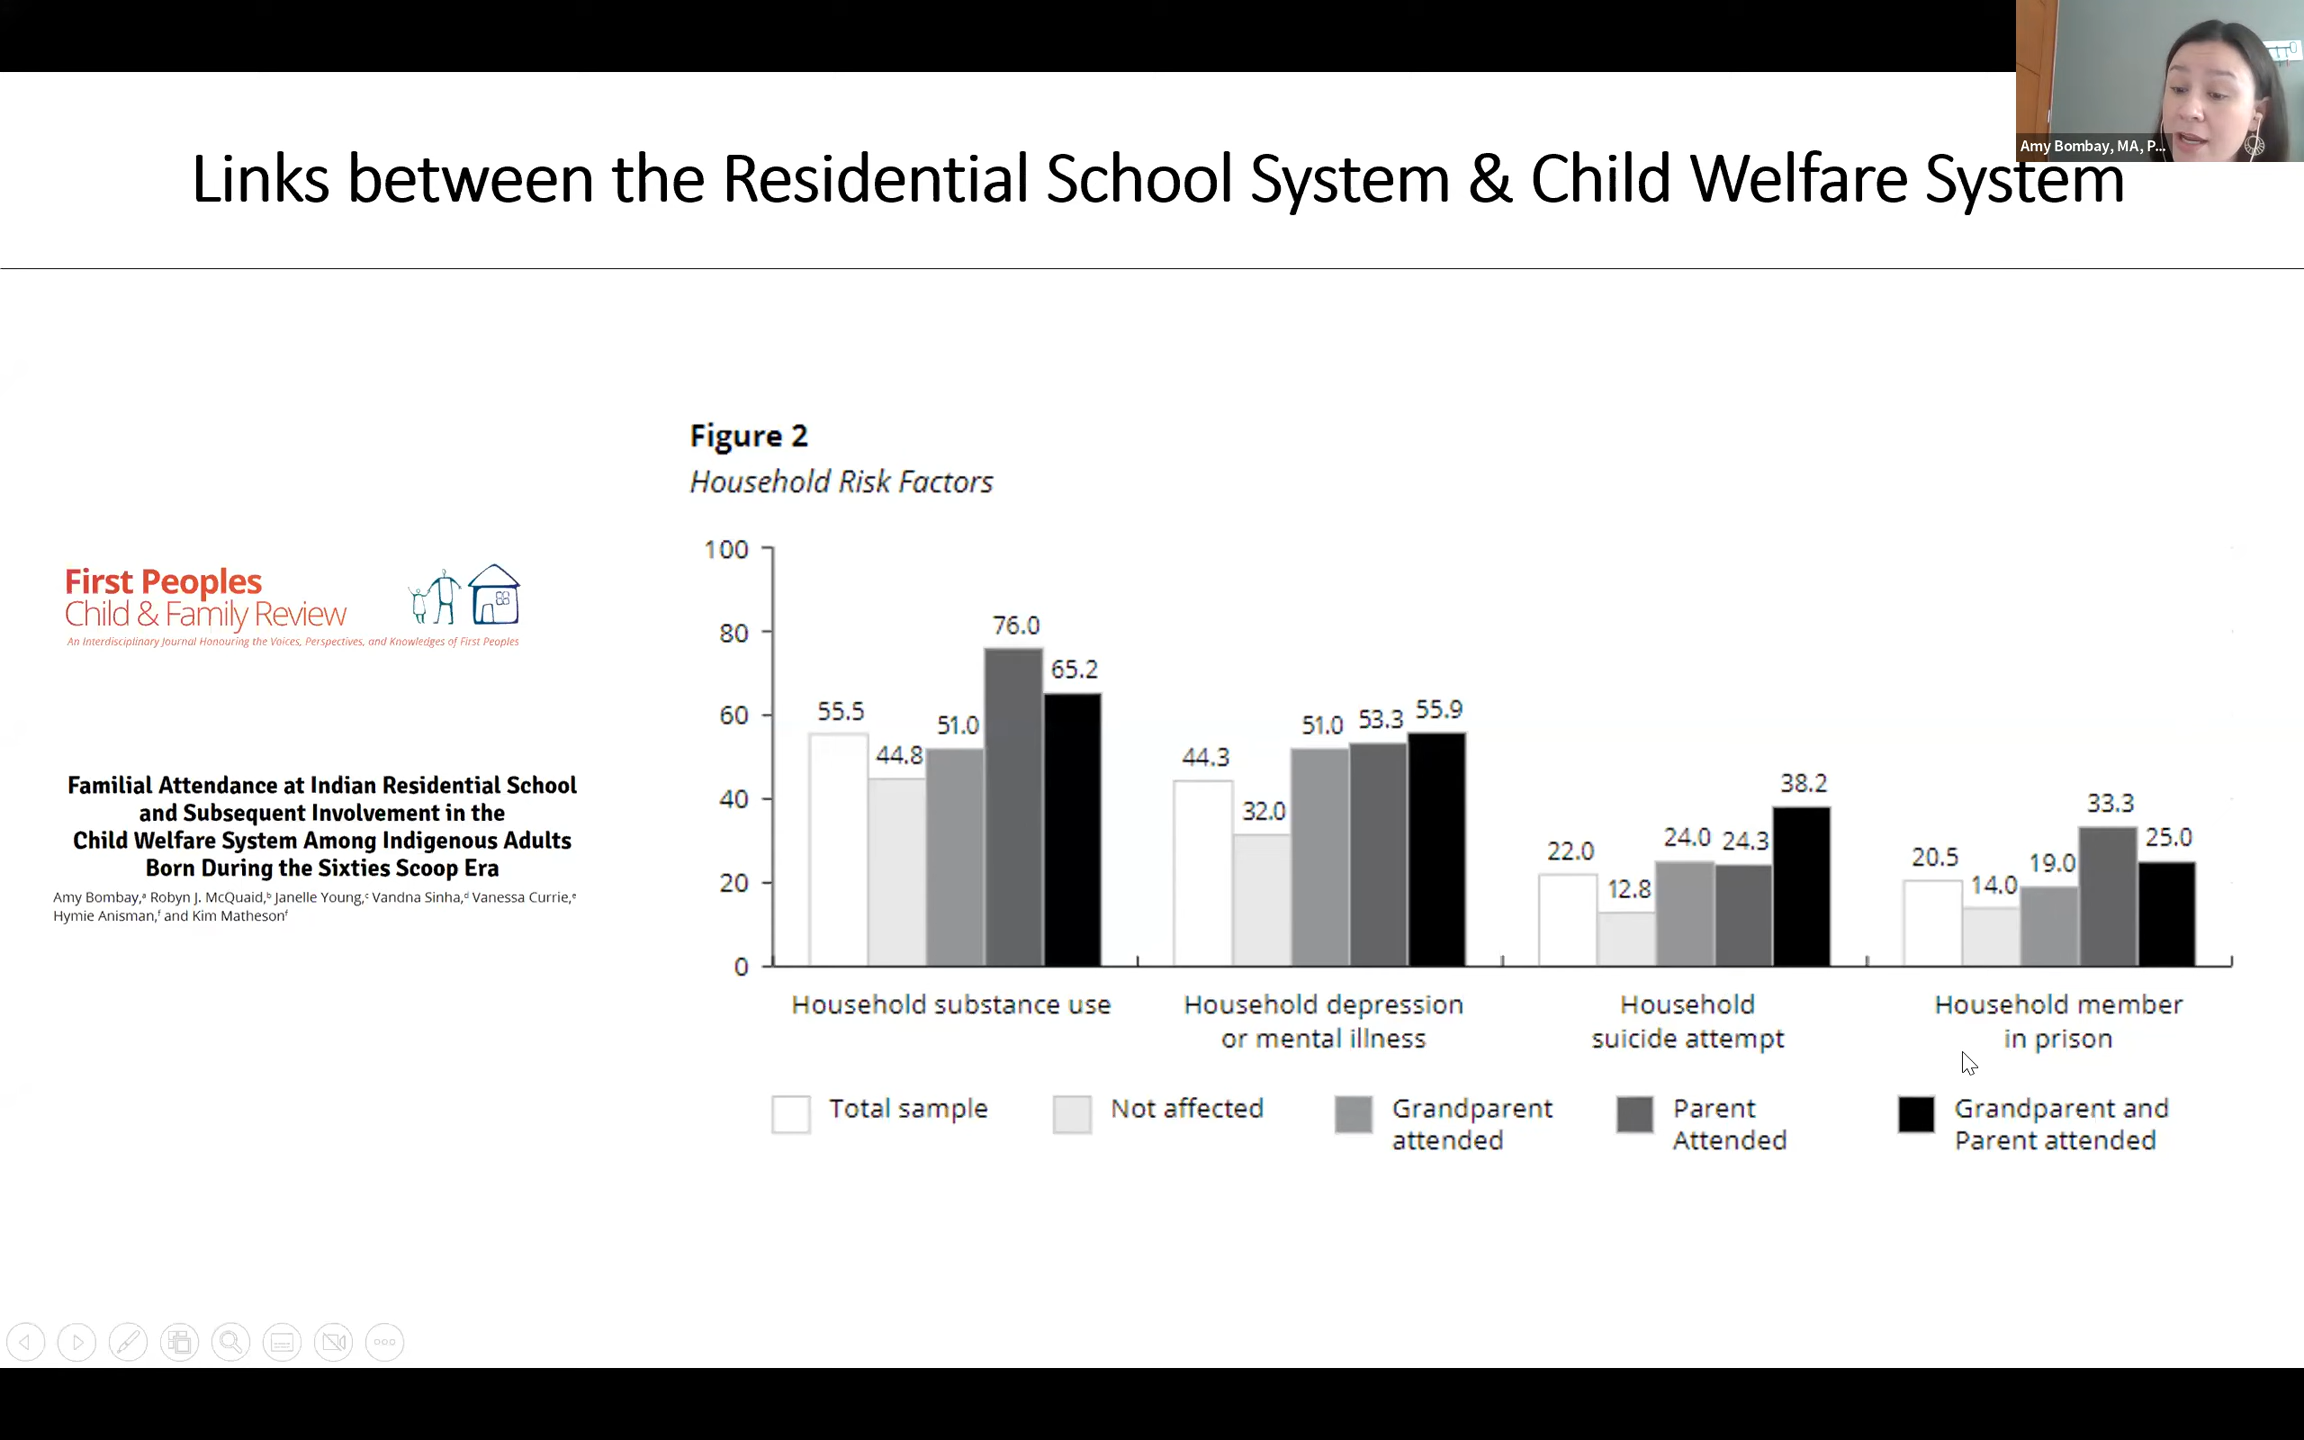 Amy Bombay, MA, P...
Links between the Residential School System & Child Welfare System
First Peoples
Child & Family Review
An Interdisciplinary Journal Honouring the Voices, Perspectives, and Knowledges of First Peoples
Familial Attendance at Indian Residential School
and Subsequent Involvement in the
Child Welfare System Among Indigenous Adults
Born During the Sixties Scoop Era
Amy Bombay,ᵃ Robyn J. McQuaid,ᵇ Janelle Young,ᶜ Vandna Sinha,ᵈ Vanessa Currie,ᵉ
Hymie Anisman,ᶠ and Kim Mathesonᶠ
Figure 2
Household Risk Factors
100
80
60
40
20
0
55.5
44.8
51.0
76.0
65.2
44.3
32.0
51.0
53.3
55.9
22.0
12.8
24.0
24.3
38.2
20.5
14.0
19.0
33.3
25.0
Household substance use
Household depression
or mental illness
Household
suicide attempt
Household member
in prison
Total sample
Not affected
Grandparent
attended
Parent
Attended
Grandparent and
Parent attended